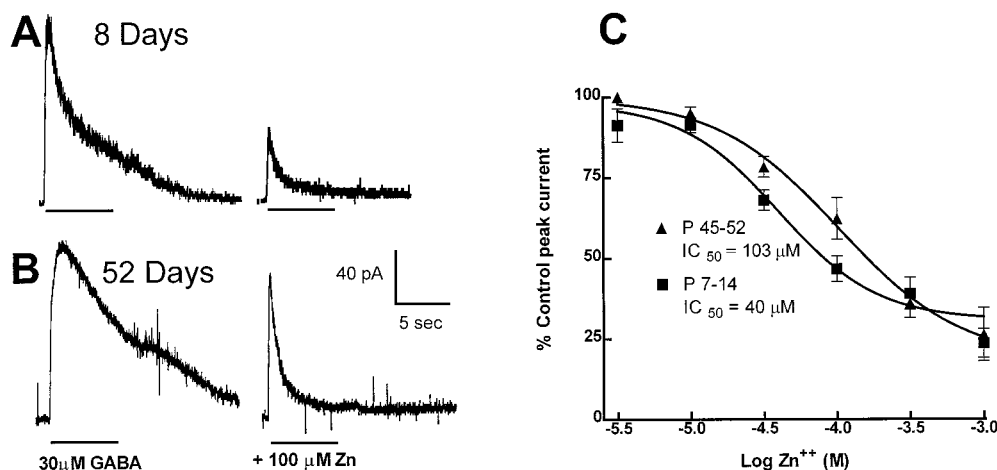 A
8 Days
B
52 Days
40 pA
5 sec
30μM GABA
+ 100 μM Zn
C
% Control peak current
100
75
50
25
0
▲ P 45-52
IC 50 = 103 μM
■ P 7-14
IC 50 = 40 μM
-5.5 -5.0 -4.5 -4.0 -3.5 -3.0
Log Zn++ (M)